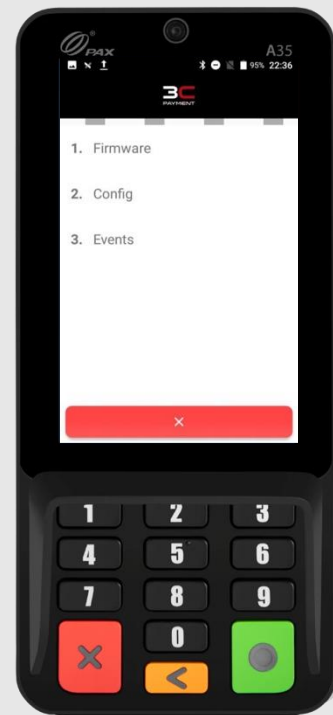 PAX A35
95% 22:36
3C
PAYMENT
1. Firmware
2. Config
3. Events
×
1 2 3
4 5 6
7 8 9
× 0
<